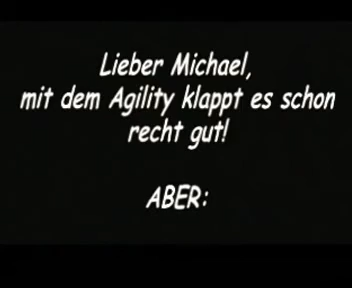 Lieber Michael,
mit dem Agility klappt es schon
recht gut!
ABER: